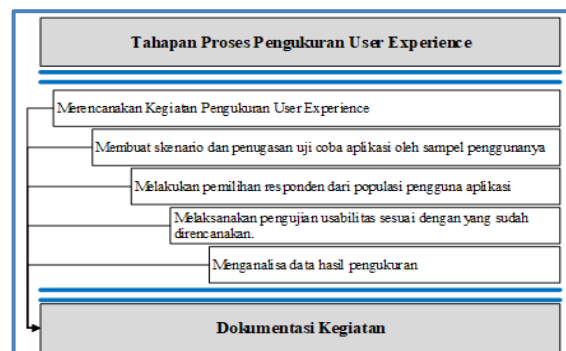 Tahapan Proses Pengukuran User Experience
Merencanakan Kegiatan Pengukuran User Experience
Membuat skenario dan penugasan uji coba aplikasi oleh sampel penggunanya
Melakukan pemilihan responden dari populasi pengguna aplikasi
Melaksanakan pengujian usabilitas sesuai dengan yang sudah
direncanakan.
Menganalisa data hasil pengukuran
Dokumentasi Kegiatan